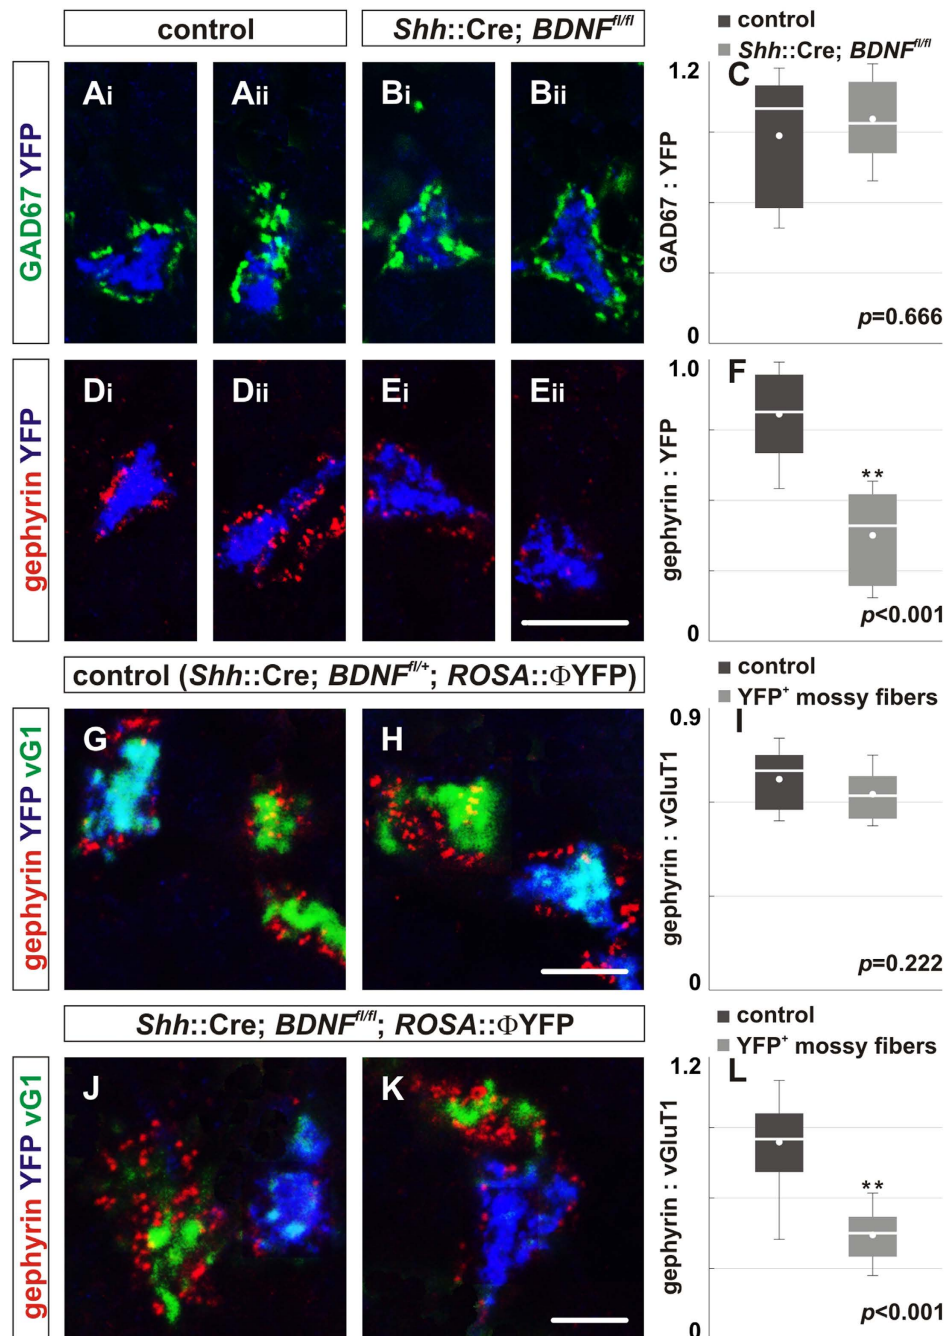 control
Shh::Cre; BDNFfl/fl
control
Shh::Cre; BDNFfl/fl
GAD67 YFP
Ai
Aii
Bi
Bii
C
1.2
GAD67 : YFP
p=0.666
0
gephyrin YFP
Di
Dii
Ei
Eii
F
1.0
gephyrin : YFP
**
p<0.001
0
control (Shh::Cre; BDNFfl/+; ROSA::ΦYFP)
control
YFP+ mossy fibers
gephyrin YFP vG1
G
H
I
0.9
gephyrin : vGluT1
p=0.222
0
Shh::Cre; BDNFfl/fl; ROSA::ΦYFP
control
YFP+ mossy fibers
gephyrin YFP vG1
J
K
L
1.2
gephyrin : vGluT1
**
p<0.001
0